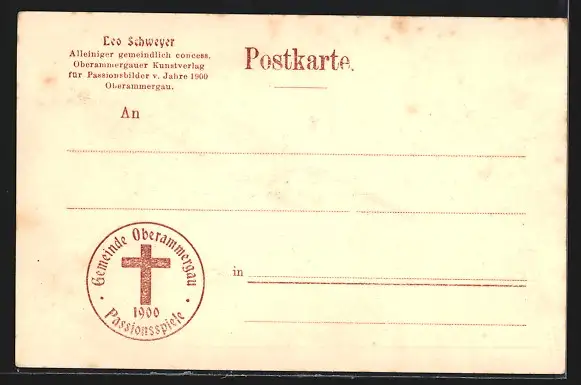 Leo Schweyer
Alleiniger gemeindlich concess.
Oberammergauer Kunstverlag
für Passionsbilder v. Jahre 1900
Oberammergau.
Postkarte.
An
in
Gemeinde Oberammergau
1900
Passionsspiele